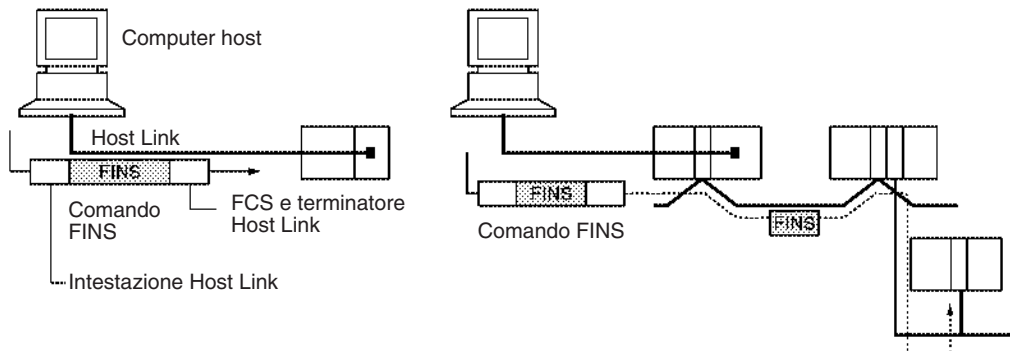 Computer host
Host Link
FINS
Comando
FINS
FCS e terminatore
Host Link
Intestazione Host Link
FINS
Comando FINS
FINS